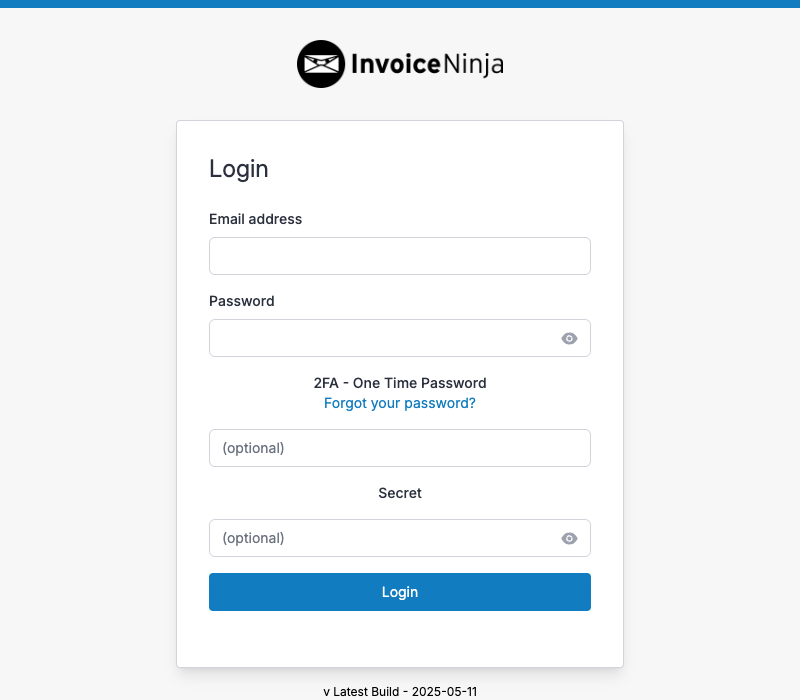 InvoiceNinja
Login
Email address
Password
2FA - One Time Password
Forgot your password?
(optional)
Secret
(optional)
Login
v Latest Build - 2025-05-11